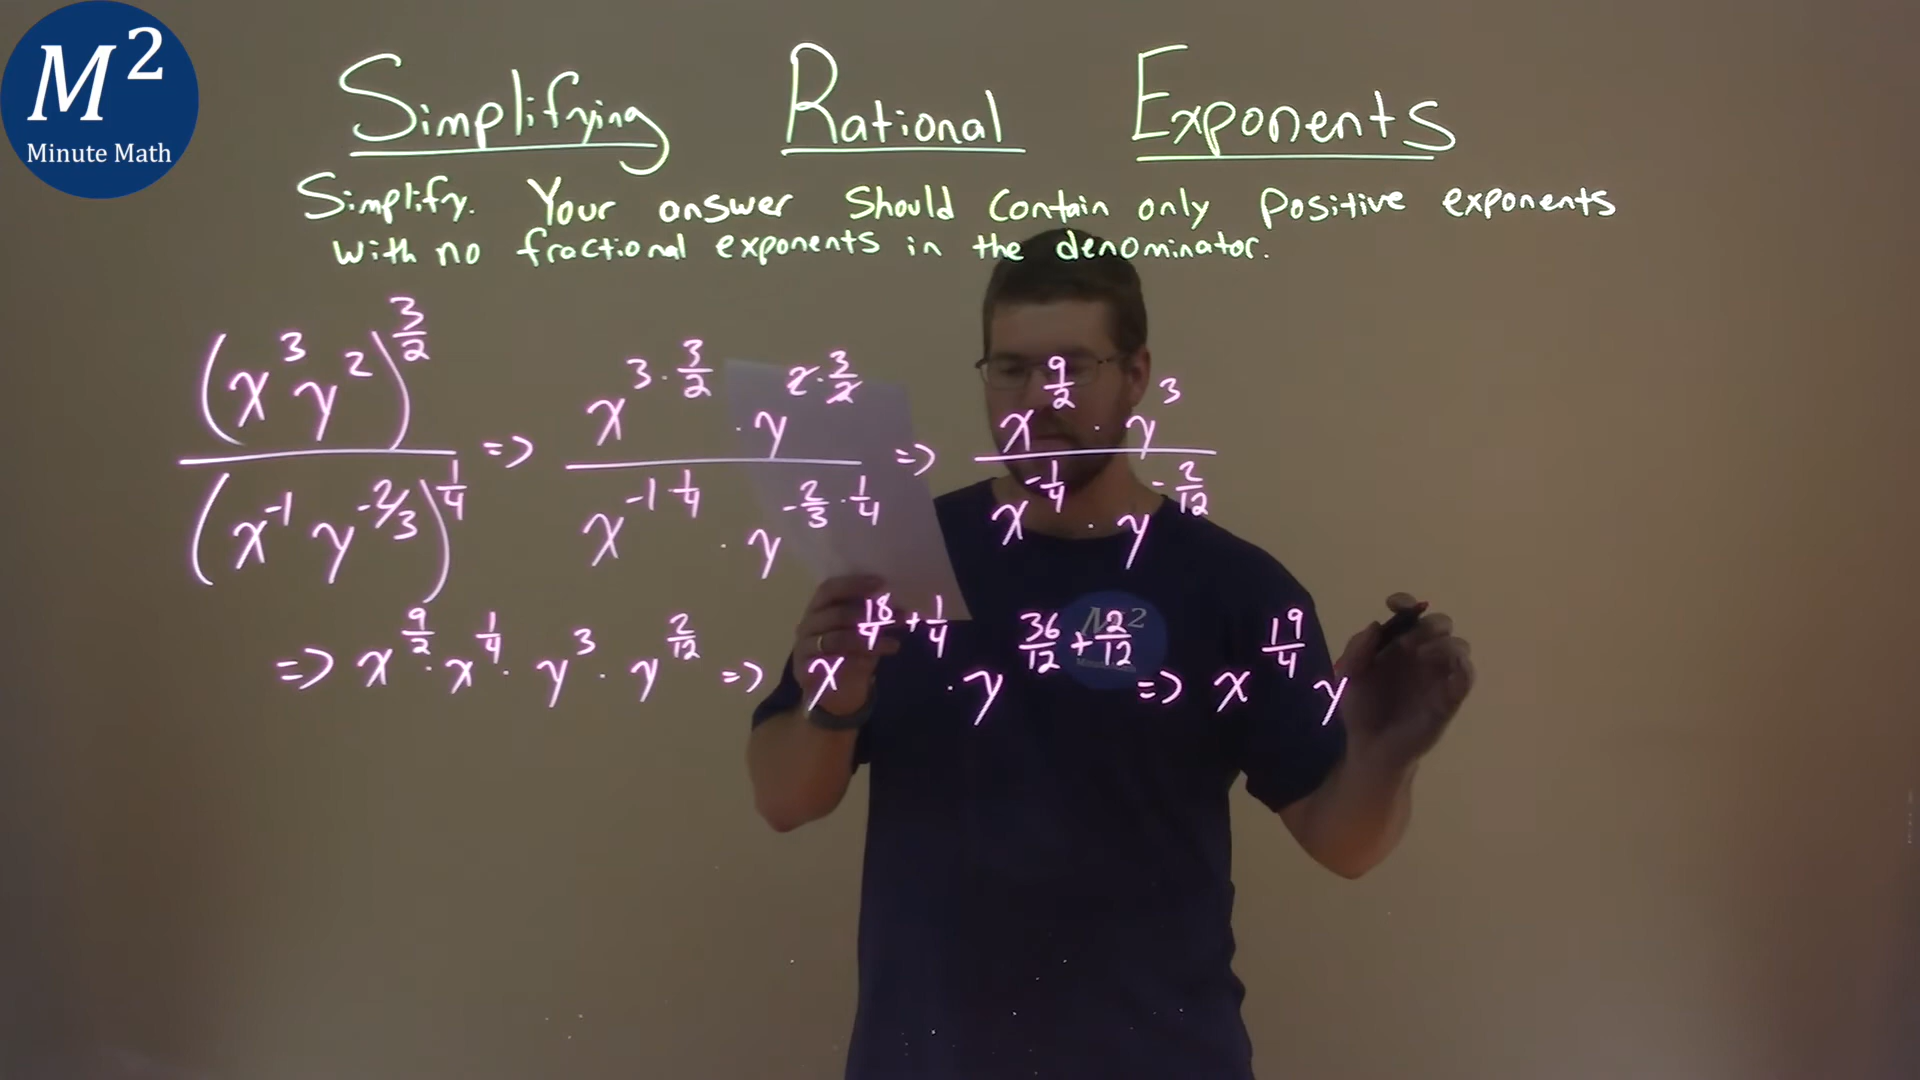 M²
Minute Math
Simplifying Rational Exponents
Simplify. Your answer should contain only positive exponents
with no fractional exponents in the denominator.
(x³y²)^(3/2) / (x⁻¹y^(-2/3))^(1/4) => x^(3·3/2) · y^(2·3/2) / x^(-1 1/4) · y^(-2/3·1/4) => x^(9/2) · y³ / x^(-1/4) · y^(-2/12)
=> x^(9/2) · x^(1/4) · y³ · y^(2/12) => x^(18/4+1/4) · y^(36/12+2/12) => x^(19/4) y
M²
Minute Math